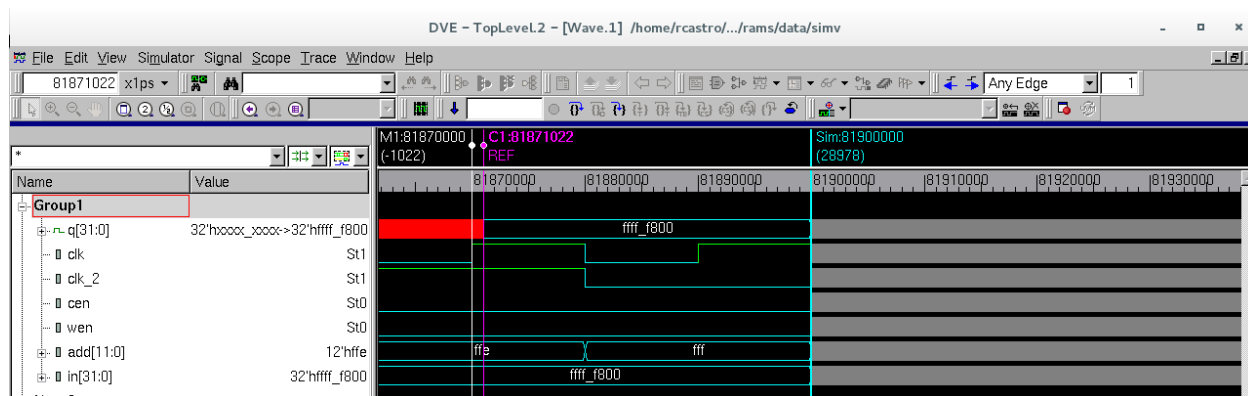 DVE - TopLevel.2 - [Wave.1] /home/rcastro/.../rams/data/simv
File Edit View Simulator Signal Scope Trace Window Help
81871022 x1ps Any Edge 1
M1:81870000 C1:81871022 Sim:81900000
(-1022) REF (28978)
*
Name Value 81870000 81880000 81890000 81900000 81910000 81920000 81930000
Group1
q[31:0] 32'hxxxx_xxxx->32'hffff_f800 ffff_f800
clk St1
clk_2 St1
cen St0
wen St0
add[11:0] 12'hffe ffe fff
in[31:0] 32'hffff_f800 ffff_f800